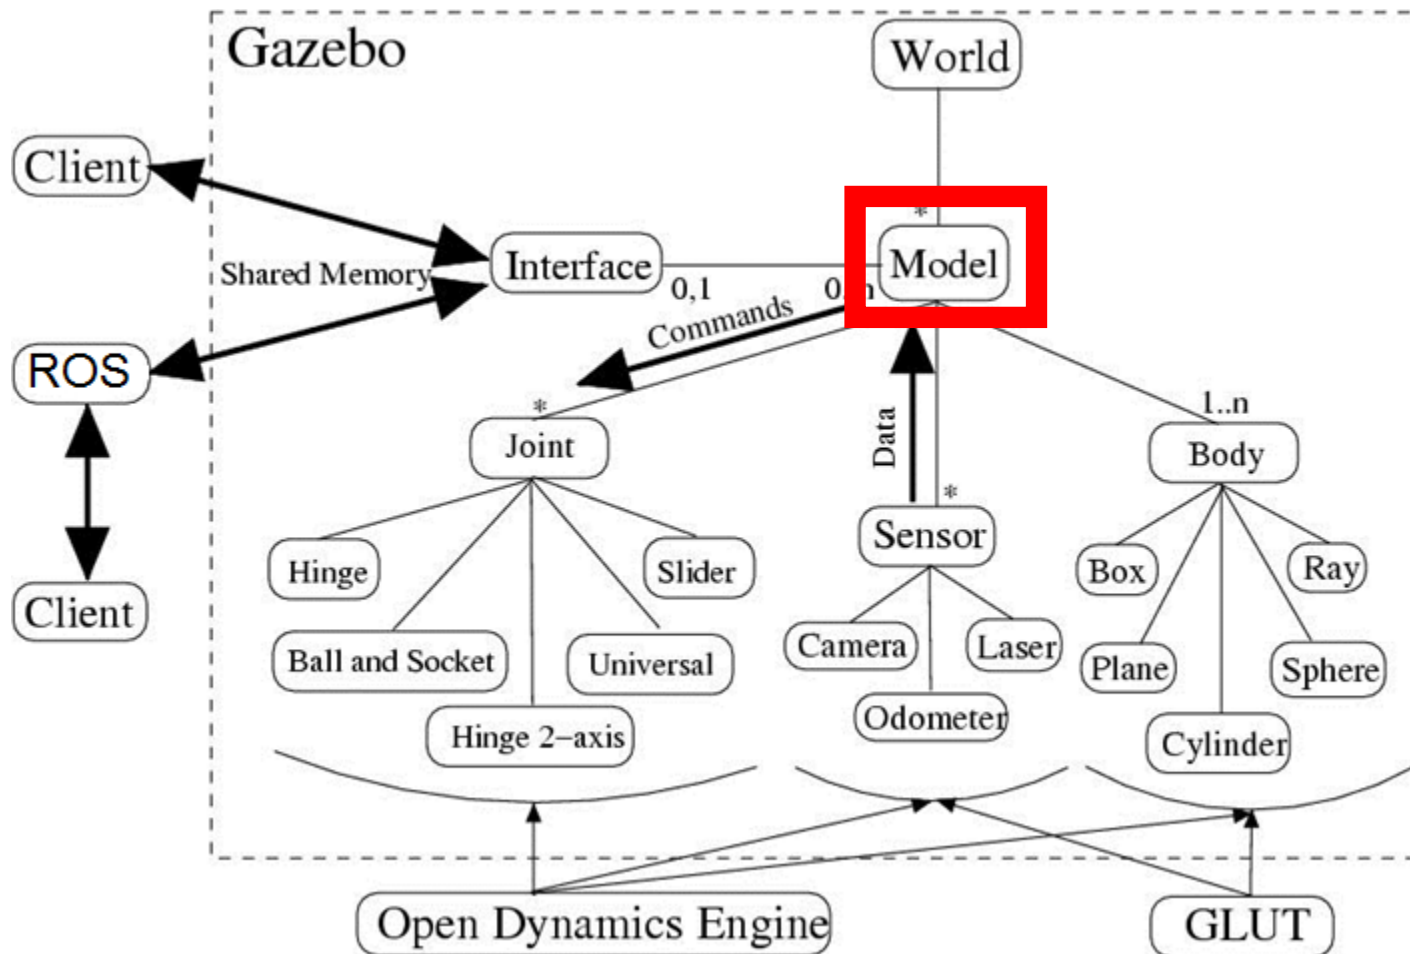 Gazebo
World
Client
*
Interface
Model
Shared Memory
0,1
0
n
Commands
ROS
*
1..n
Joint
Data
Body
*
Sensor
Hinge
Slider
Box
Ray
Ball and Socket
Universal
Camera
Laser
Plane
Sphere
Client
Hinge 2-axis
Odometer
Cylinder
Open Dynamics Engine
GLUT